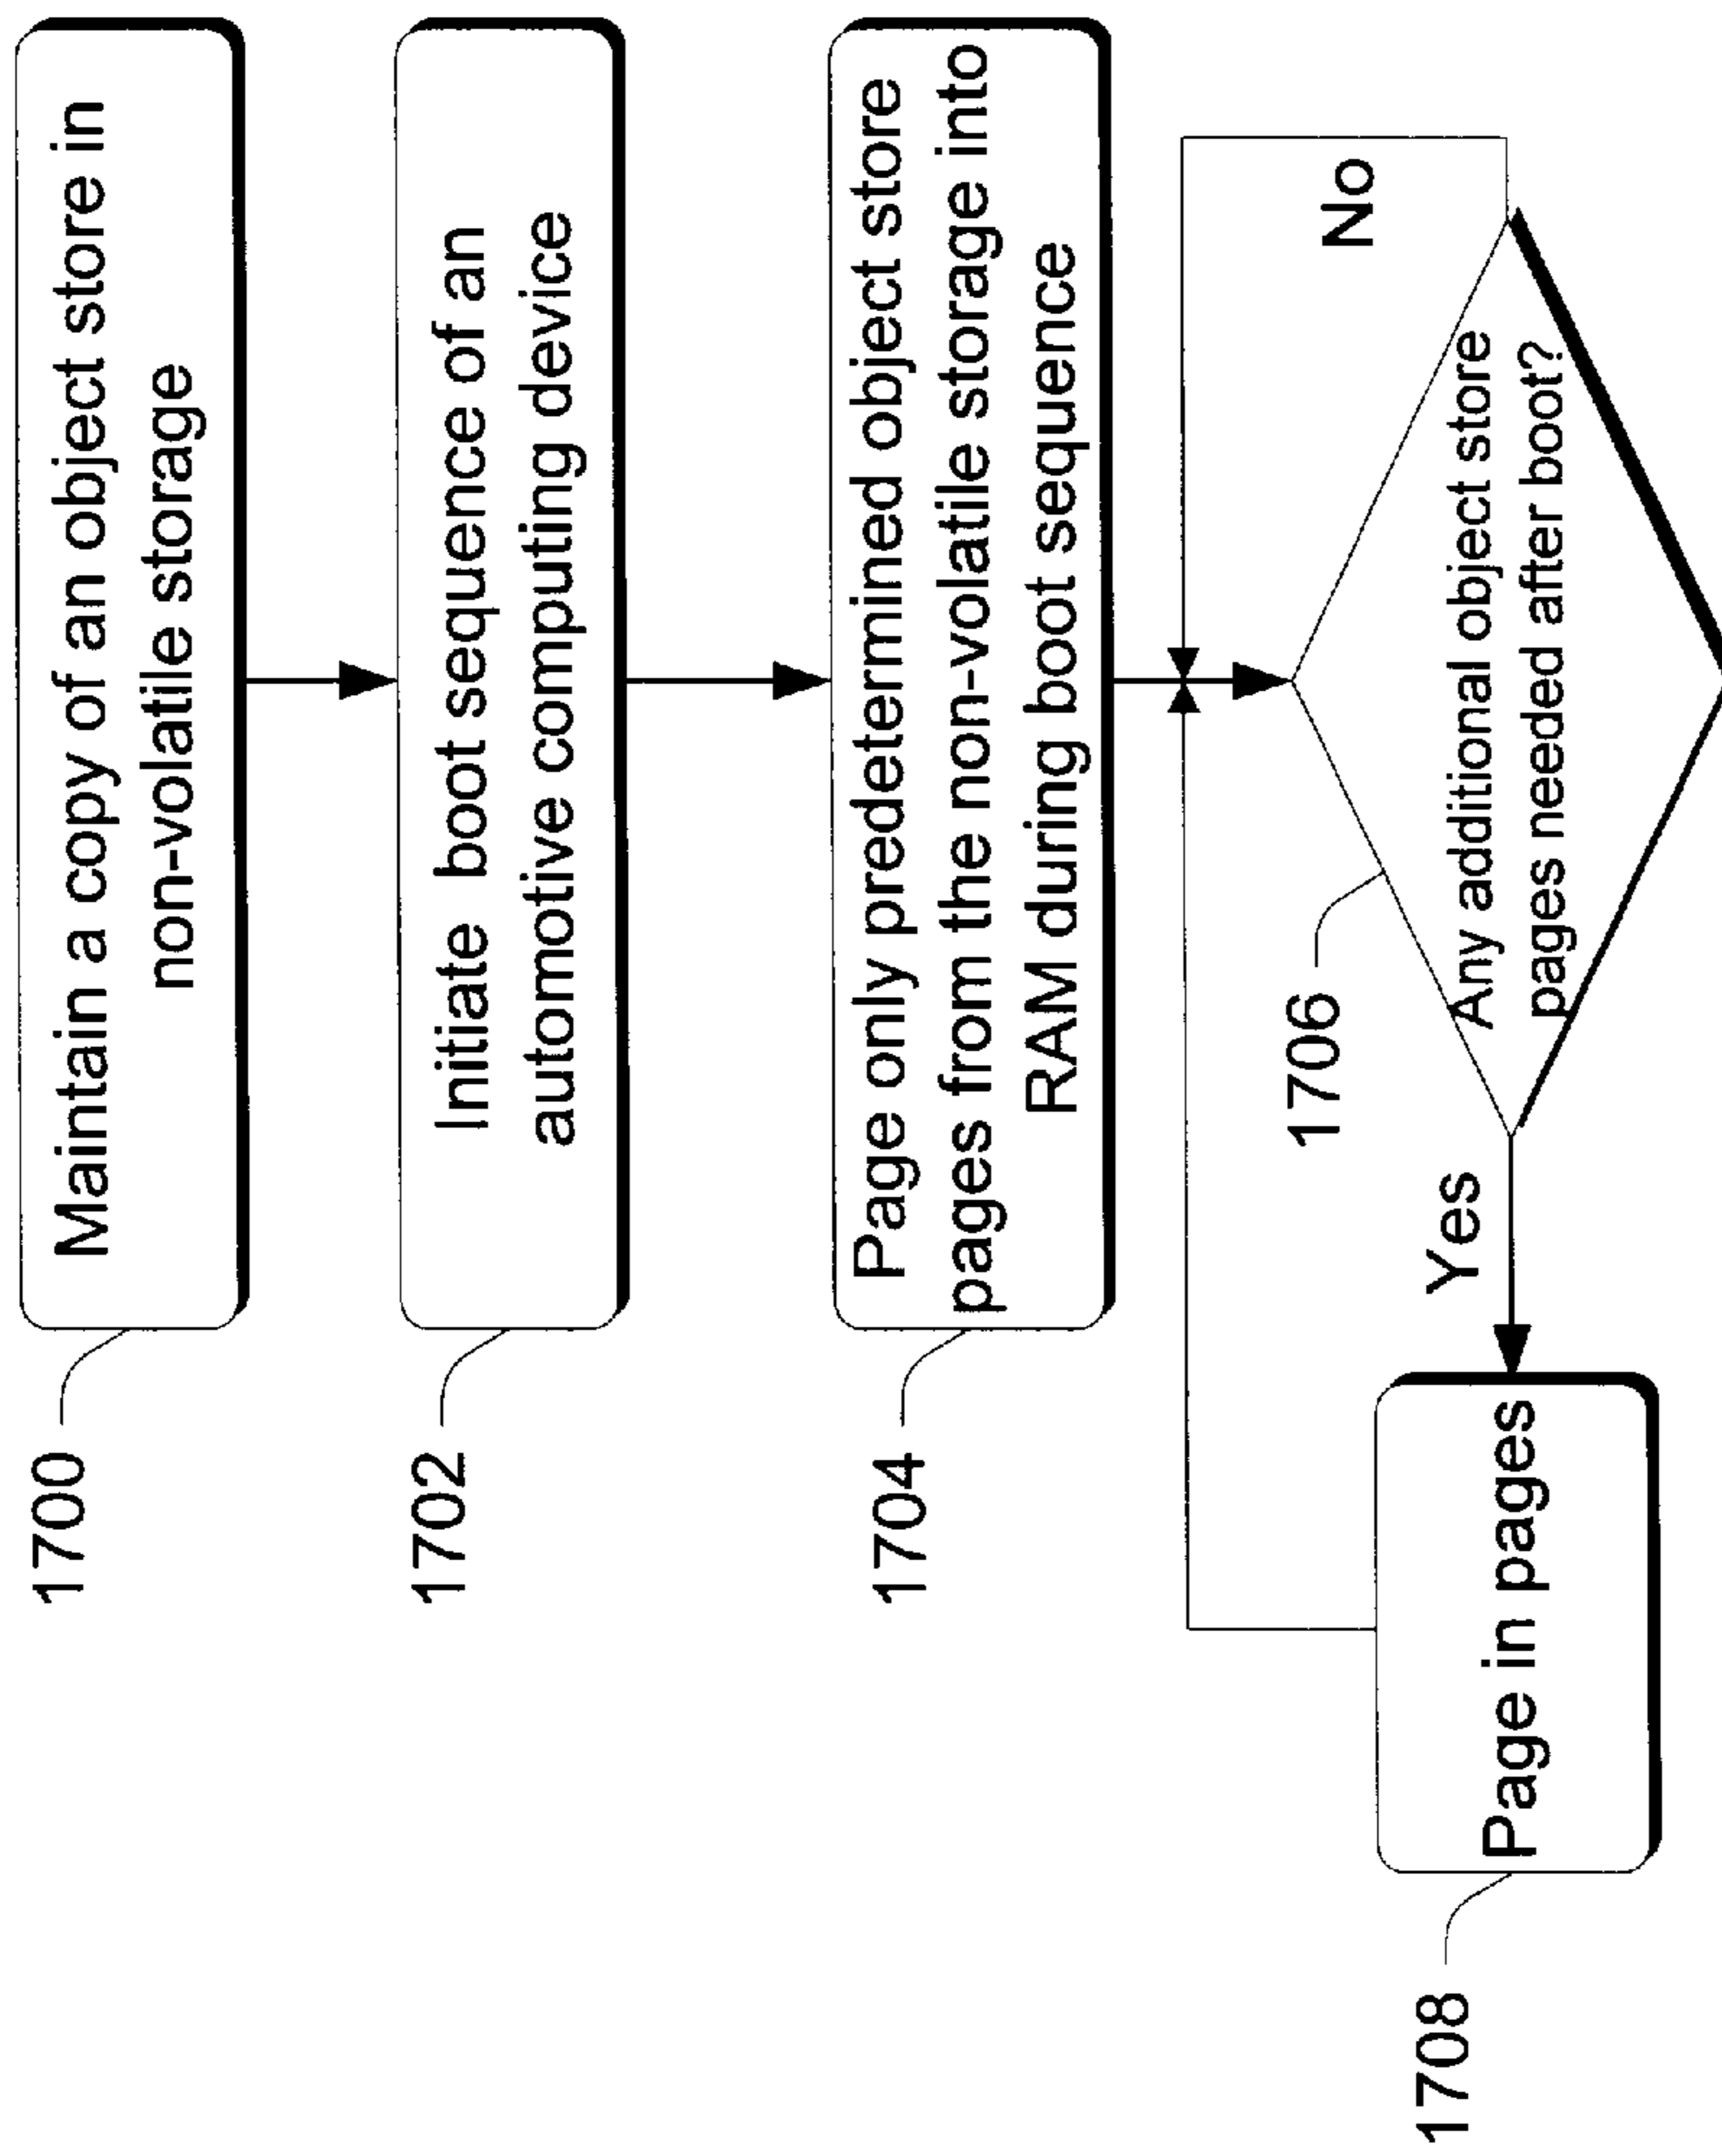 1700
Maintain a copy of an object store in
non-volatile storage
1702
Initiate boot sequence of an
automotive computing device
1704
Page only predetermined object store
pages from the non-volatile storage into
RAM during boot sequence
1706
Any additional object store
pages needed after boot?
No
Yes
1708
Page in pages